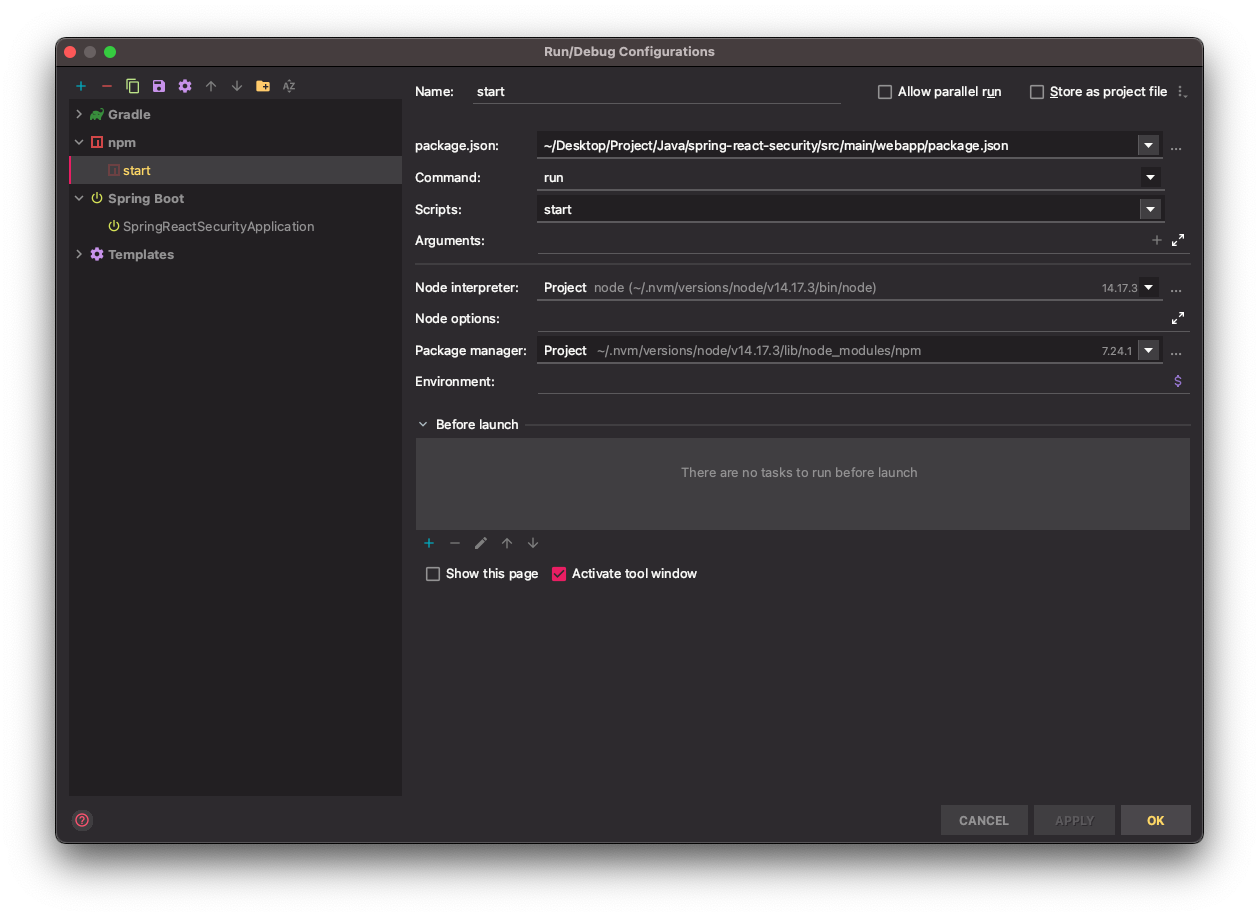 Run/Debug Configurations
Gradle
npm
start
Spring Boot
SpringReactSecurityApplication
Templates
Name: start
Allow parallel run
Store as project file
package.json: ~/Desktop/Project/Java/spring-react-security/src/main/webapp/package.json
Command: run
Scripts: start
Arguments:
Node interpreter: Project node (~/.nvm/versions/node/v14.17.3/bin/node) 14.17.3
Node options:
Package manager: Project ~/.nvm/versions/node/v14.17.3/lib/node_modules/npm 7.24.1
Environment:
Before launch
There are no tasks to run before launch
Show this page
Activate tool window
CANCEL
APPLY
OK